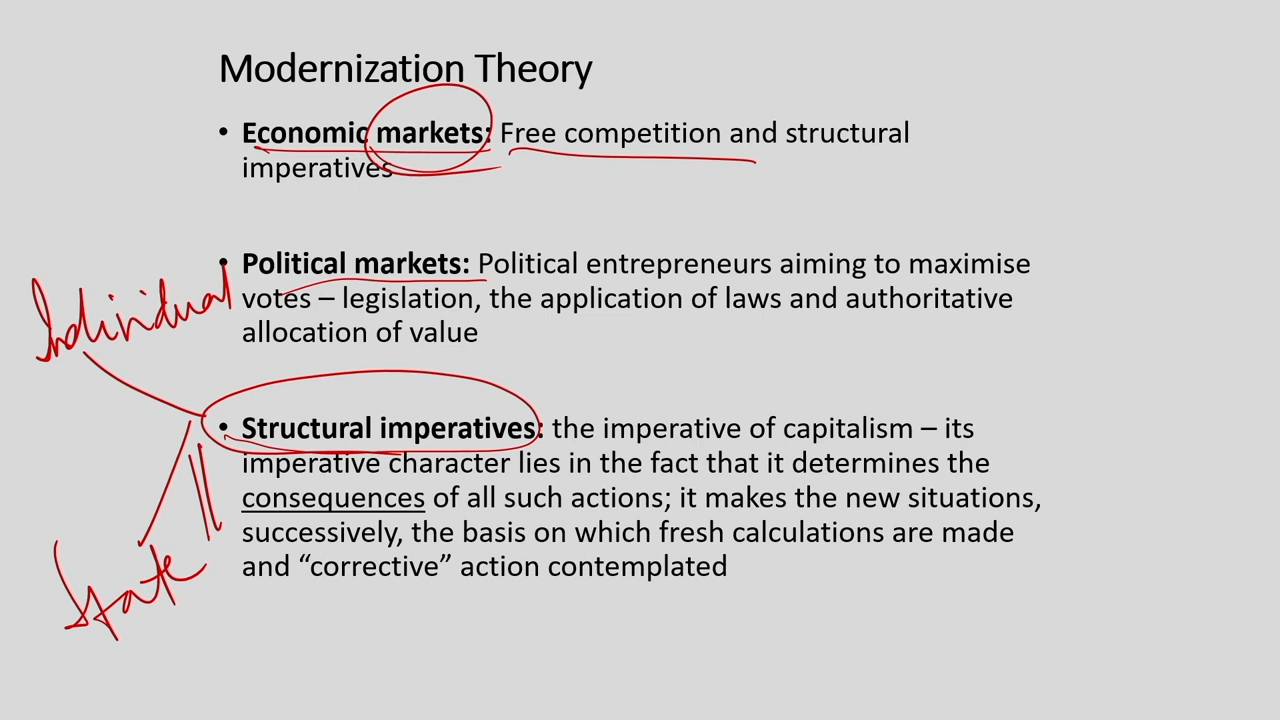 Modernization Theory
• Economic markets: Free competition and structural
imperatives
• Political markets: Political entrepreneurs aiming to maximise
votes – legislation, the application of laws and authoritative
allocation of value
Individual
• Structural imperatives: the imperative of capitalism – its
imperative character lies in the fact that it determines the
consequences of all such actions; it makes the new situations,
successively, the basis on which fresh calculations are made
and “corrective” action contemplated
State